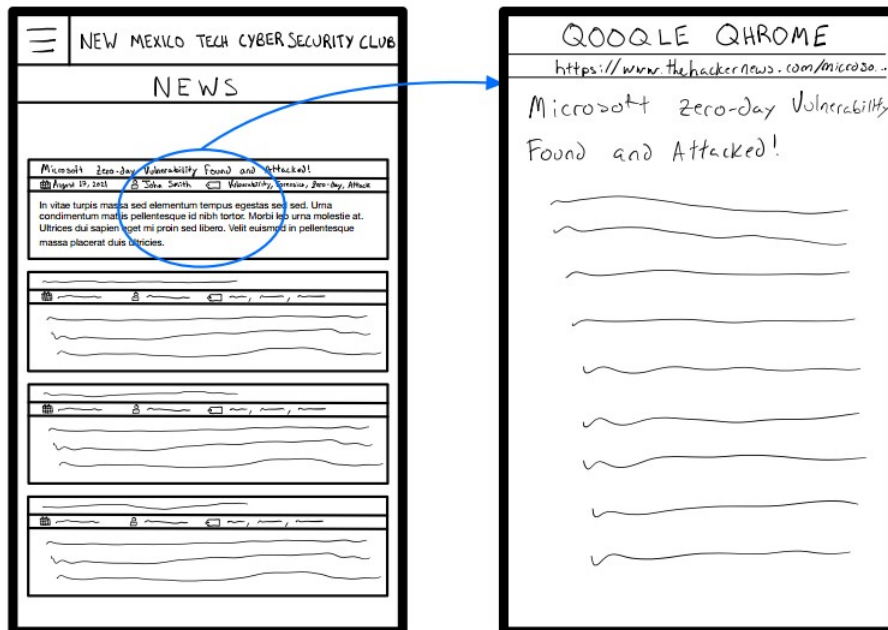 NEW MEXICO TECH CYBER SECURITY CLUB
NEWS
Microsoft Zero-day Vulnerability Found and Attacked!
August 17, 2021 John Smith Vulnerability, Forensics, Zero-day, Attack
In vitae turpis massa sed elementum tempus egestas sed sed. Urna
condimentum mattis pellentesque id nibh tortor. Morbi leo urna molestie at.
Ultrices dui sapien eget mi proin sed libero. Velit euismod in pellentesque
massa placerat duis ultricies.
QOOQLE QHROME
https://www.thehackernews.com/microso...
Microsoft Zero-day Vulnerability
Found and Attacked!